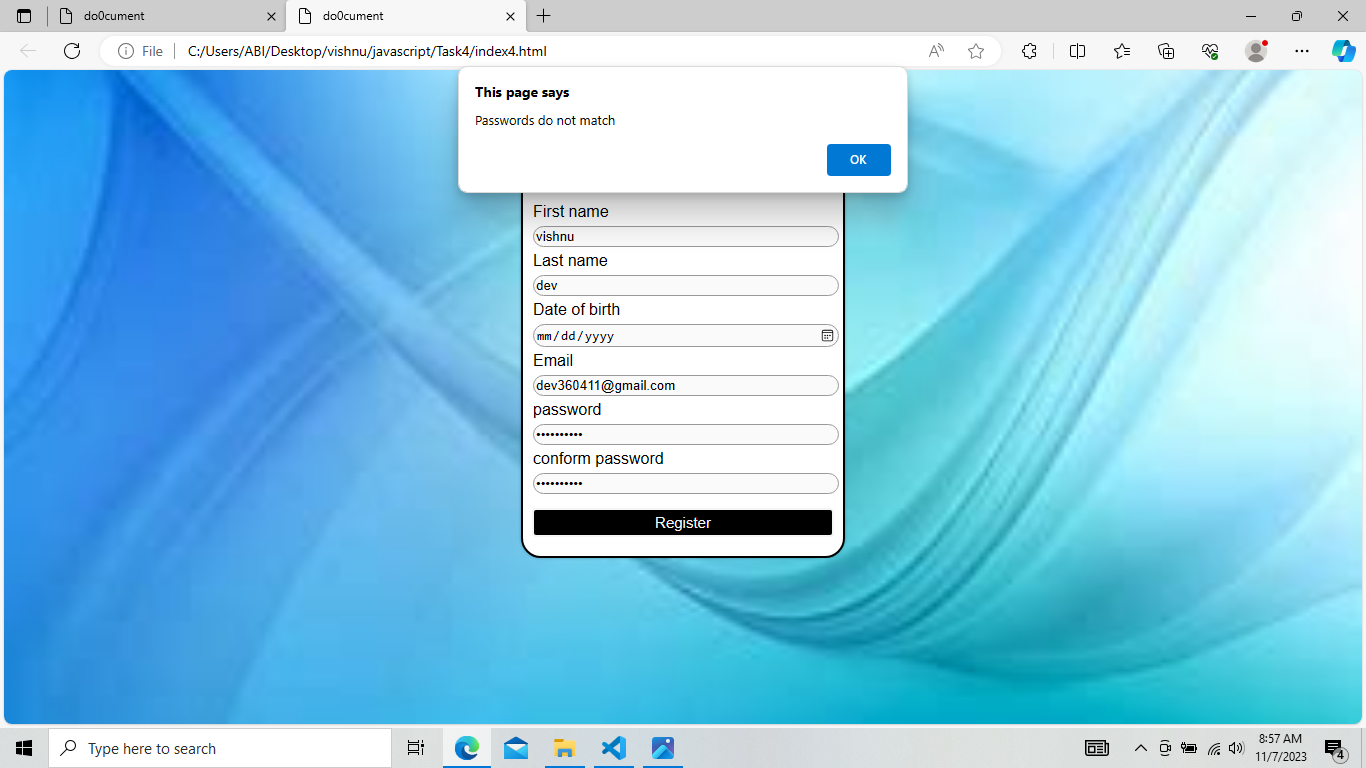 do0cument
do0cument
File
C:/Users/ABI/Desktop/vishnu/javascript/Task4/index4.html
This page says
Passwords do not match
OK
First name
vishnu
Last name
dev
Date of birth
mm/dd/yyyy
Email
dev360411@gmail.com
password
••••••••••
conform password
••••••••••
Register
Type here to search
8:57 AM
11/7/2023
4